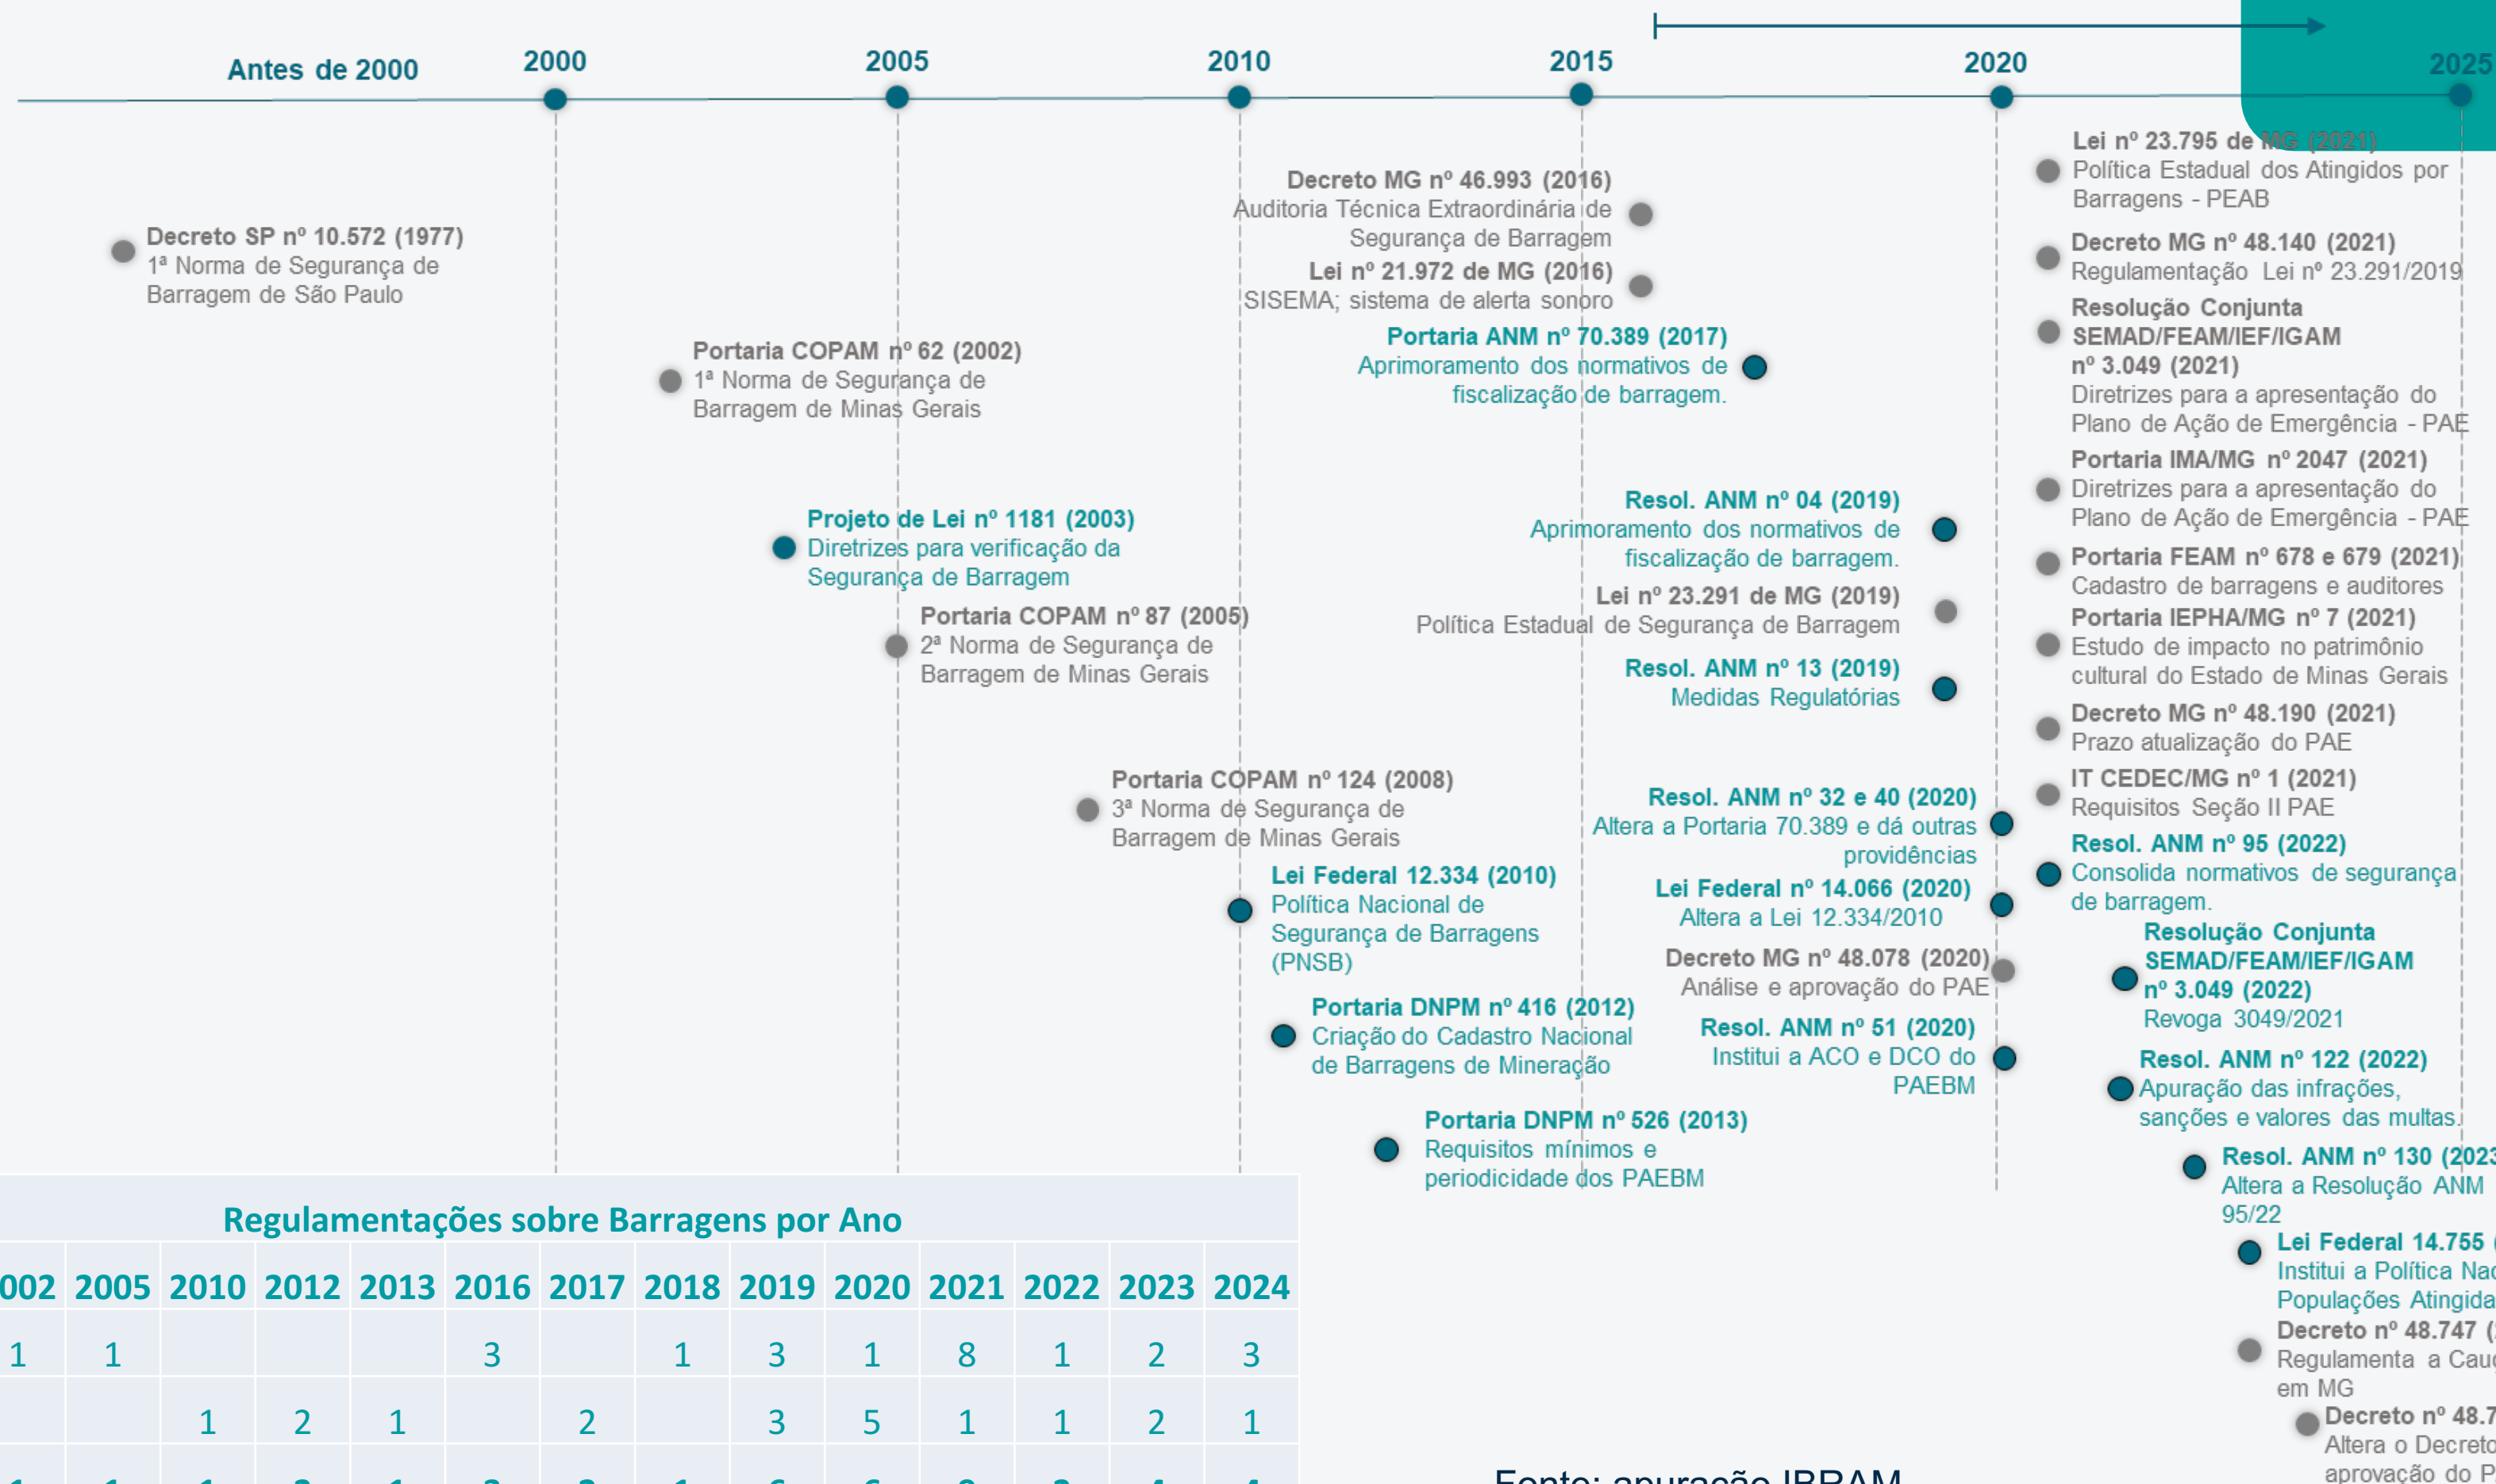 Antes de 2000
2000
2005
2010
2015
2020
2025
Decreto SP nº 10.572 (1977)
1ª Norma de Segurança de
Barragem de São Paulo
Portaria COPAM nº 62 (2002)
1ª Norma de Segurança de
Barragem de Minas Gerais
Projeto de Lei nº 1181 (2003)
Diretrizes para verificação da
Segurança de Barragem
Portaria COPAM nº 87 (2005)
2ª Norma de Segurança de
Barragem de Minas Gerais
Portaria COPAM nº 124 (2008)
3ª Norma de Segurança de
Barragem de Minas Gerais
Lei Federal 12.334 (2010)
Política Nacional de
Segurança de Barragens
(PNSB)
Portaria DNPM nº 416 (2012)
Criação do Cadastro Nacional
de Barragens de Mineração
Portaria DNPM nº 526 (2013)
Requisitos mínimos e
periodicidade dos PAEBM
Decreto MG nº 46.993 (2016)
Auditoria Técnica Extraordinária de
Segurança de Barragem
Lei nº 21.972 de MG (2016)
SISEMA; sistema de alerta sonoro
Portaria ANM nº 70.389 (2017)
Aprimoramento dos normativos de
fiscalização de barragem.
Resol. ANM nº 04 (2019)
Aprimoramento dos normativos de
fiscalização de barragem.
Lei nº 23.291 de MG (2019)
Política Estadual de Segurança de Barragem
Resol. ANM nº 13 (2019)
Medidas Regulatórias
Resol. ANM nº 32 e 40 (2020)
Altera a Portaria 70.389 e dá outras
providências
Lei Federal nº 14.066 (2020)
Altera a Lei 12.334/2010
Decreto MG nº 48.078 (2020)
Análise e aprovação do PAE
Resol. ANM nº 51 (2020)
Institui a ACO e DCO do
PAEBM
Lei nº 23.795 de MG (2021)
Política Estadual dos Atingidos por
Barragens - PEAB
Decreto MG nº 48.140 (2021)
Regulamentação Lei nº 23.291/2019
Resolução Conjunta
SEMAD/FEAM/IEF/IGAM
nº 3.049 (2021)
Diretrizes para a apresentação do
Plano de Ação de Emergência - PAE
Portaria IMA/MG nº 2047 (2021)
Diretrizes para a apresentação do
Plano de Ação de Emergência - PAE
Portaria FEAM nº 678 e 679 (2021)
Cadastro de barragens e auditores
Portaria IEPHA/MG nº 7 (2021)
Estudo de impacto no patrimônio
cultural do Estado de Minas Gerais
Decreto MG nº 48.190 (2021)
Prazo atualização do PAE
IT CEDEC/MG nº 1 (2021)
Requisitos Seção II PAE
Resol. ANM nº 95 (2022)
Consolida normativos de segurança
de barragem.
Resolução Conjunta
SEMAD/FEAM/IEF/IGAM
nº 3.049 (2022)
Revoga 3049/2021
Resol. ANM nº 122 (2022)
Apuração das infrações,
sanções e valores das multas.
Resol. ANM nº 130 (2023
Altera a Resolução ANM
95/22
Lei Federal 14.755 (
Institui a Política Nac
Populações Atingida
Decreto nº 48.747 (
Regulamenta a Cau
em MG
Decreto nº 48.7
Altera o Decreto
aprovação do P
Regulamentações sobre Barragens por Ano
002 2005 2010 2012 2013 2016 2017 2018 2019 2020 2021 2022 2023 2024
1 1 3 1 3 1 8 1 2 3
1 2 1 2 3 5 1 1 2 1
Fonte: apuração IBRAM